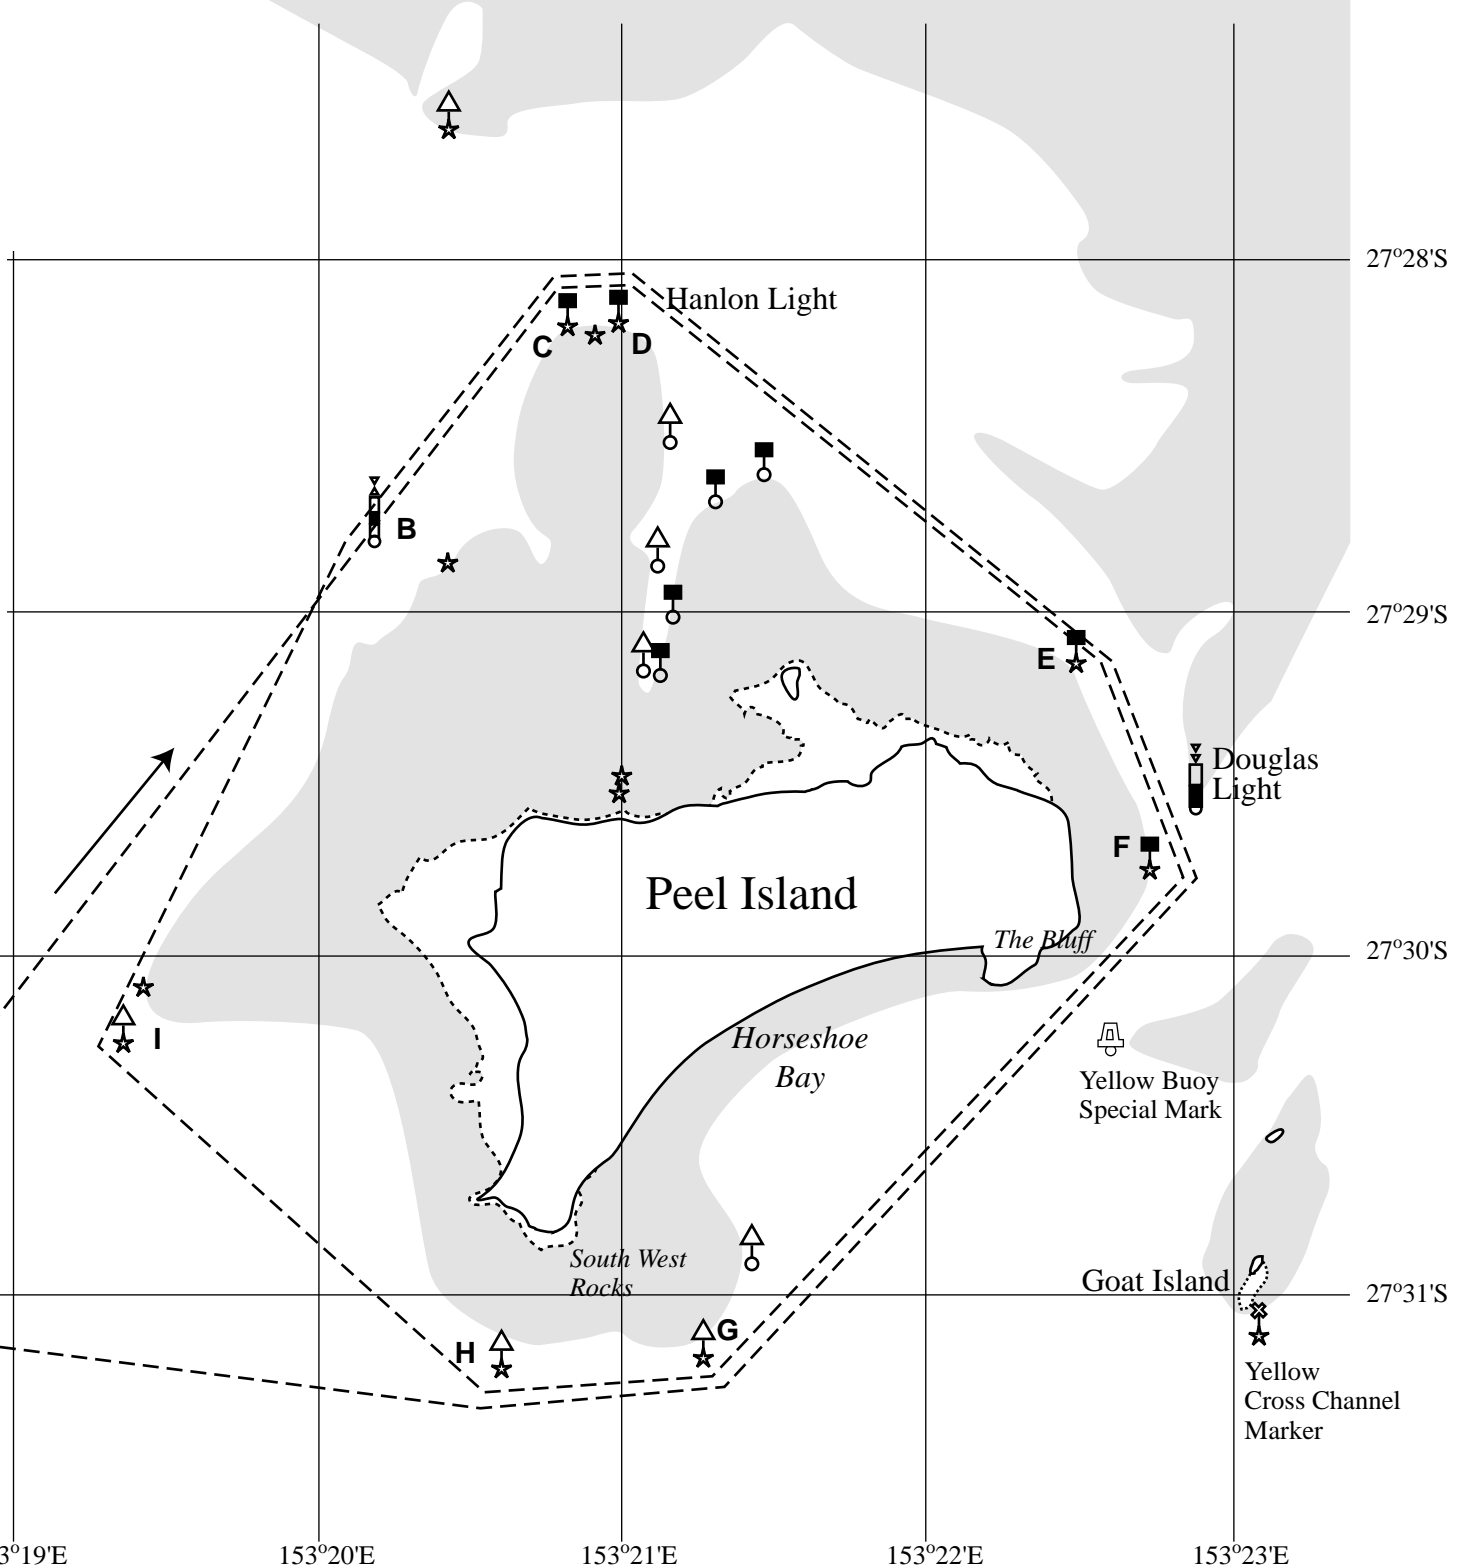 27°28'S
Hanlon Light
C
D
B
27°29'S
E
Douglas
Light
F
Peel Island
The Bluff
27°30'S
I
Horseshoe
Bay
Yellow Buoy
Special Mark
South West
Rocks
Goat Island
27°31'S
G
H
Yellow
Cross Channel
Marker
3°19'E
153°20'E
153°21'E
153°22'E
153°23'E